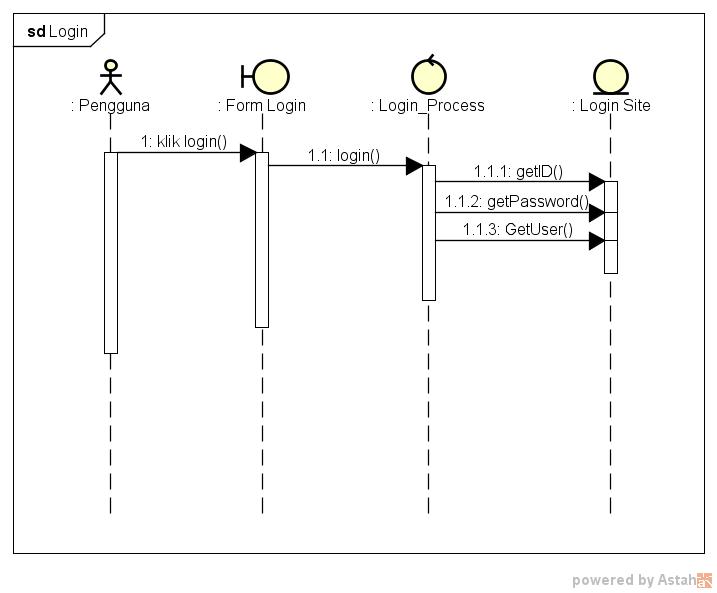 sd Login
: Pengguna
: Form Login
: Login_Process
: Login Site
1: klik login()
1.1: login()
1.1.1: getID()
1.1.2: getPassword()
1.1.3: GetUser()
powered by Astah